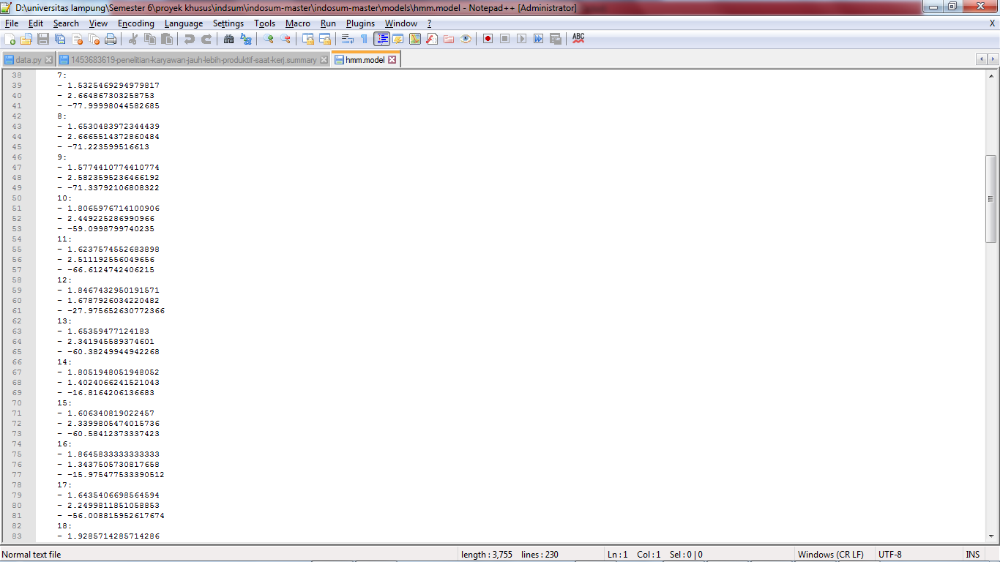 D:\universitas lampung\Semester 6\proyek khusus\indsum\indosum-master\indosum-master\models\hmm.model - Notepad++ [Administrator]
File Edit Search View Encoding Language Settings Tools Macro Run Plugins Window ? X
data.py 1453683619-penelitian-karyawan-jauh-lebih-produktif-saat-kerj.summary hmm.model
38 7:
39 - 1.5325469294979817
40 - 2.664867303258753
41 - -77.99998044582685
42 8:
43 - 1.6530483972344439
44 - 2.6665514372860484
45 - -71.223599516613
46 9:
47 - 1.5774410774410774
48 - 2.5823595236466192
49 - -71.33792106808322
50 10:
51 - 1.8065976714100906
52 - 2.449225286990966
53 - -59.0998799740235
54 11:
55 - 1.6237574552683898
56 - 2.511192556049656
57 - -66.6124742406215
58 12:
59 - 1.8467432950191571
60 - 1.6787926034220482
61 - -27.975652630772366
62 13:
63 - 1.65359477124183
64 - 2.341945589374601
65 - -60.38249944942268
66 14:
67 - 1.8051948051948052
68 - 1.4024066241521043
69 - -16.8164206136683
70 15:
71 - 1.606340819022457
72 - 2.3399805474015736
73 - -60.58412373337423
74 16:
75 - 1.8645833333333333
76 - 1.3437505730817658
77 - -15.975477533390512
78 17:
79 - 1.6435406698564594
80 - 2.2499811851058853
81 - -56.008815952617674
82 18:
83 - 1.9285714285714286
Normal text file length : 3,755 lines : 230 Ln : 1 Col : 1 Sel : 0 | 0 Windows (CR LF) UTF-8 INS